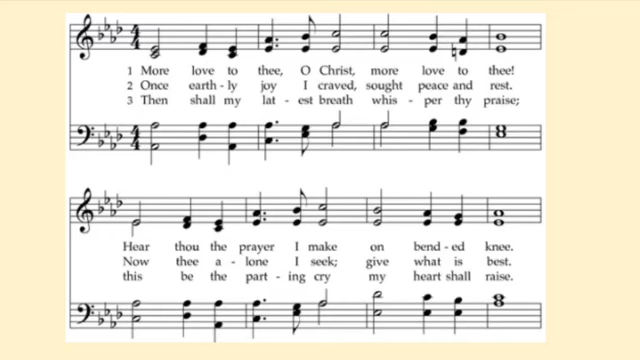 1 More love to thee, O Christ, more love to thee!
2 Once earth-ly joy I craved, sought peace and rest.
3 Then shall my lat-est breath whis-per thy praise;
Hear thou the prayer I make on bend-ed knee.
Now thee a-lone I seek; give what is best.
this be the part-ing cry my heart shall raise.